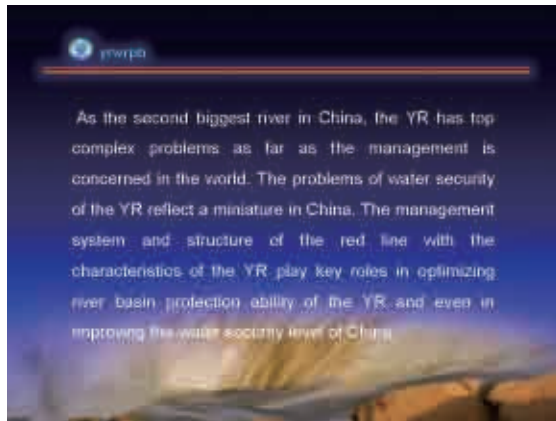 yrwrpb
As the second biggest river in China, the YR has top
complex problems as far as the management is
concerned in the world. The problems of water security
of the YR reflect a miniature in China. The management
system and structure of the red line with the
characteristics of the YR play key roles in optimizing
river basin protection ability of the YR and even in
improving the water security level of China